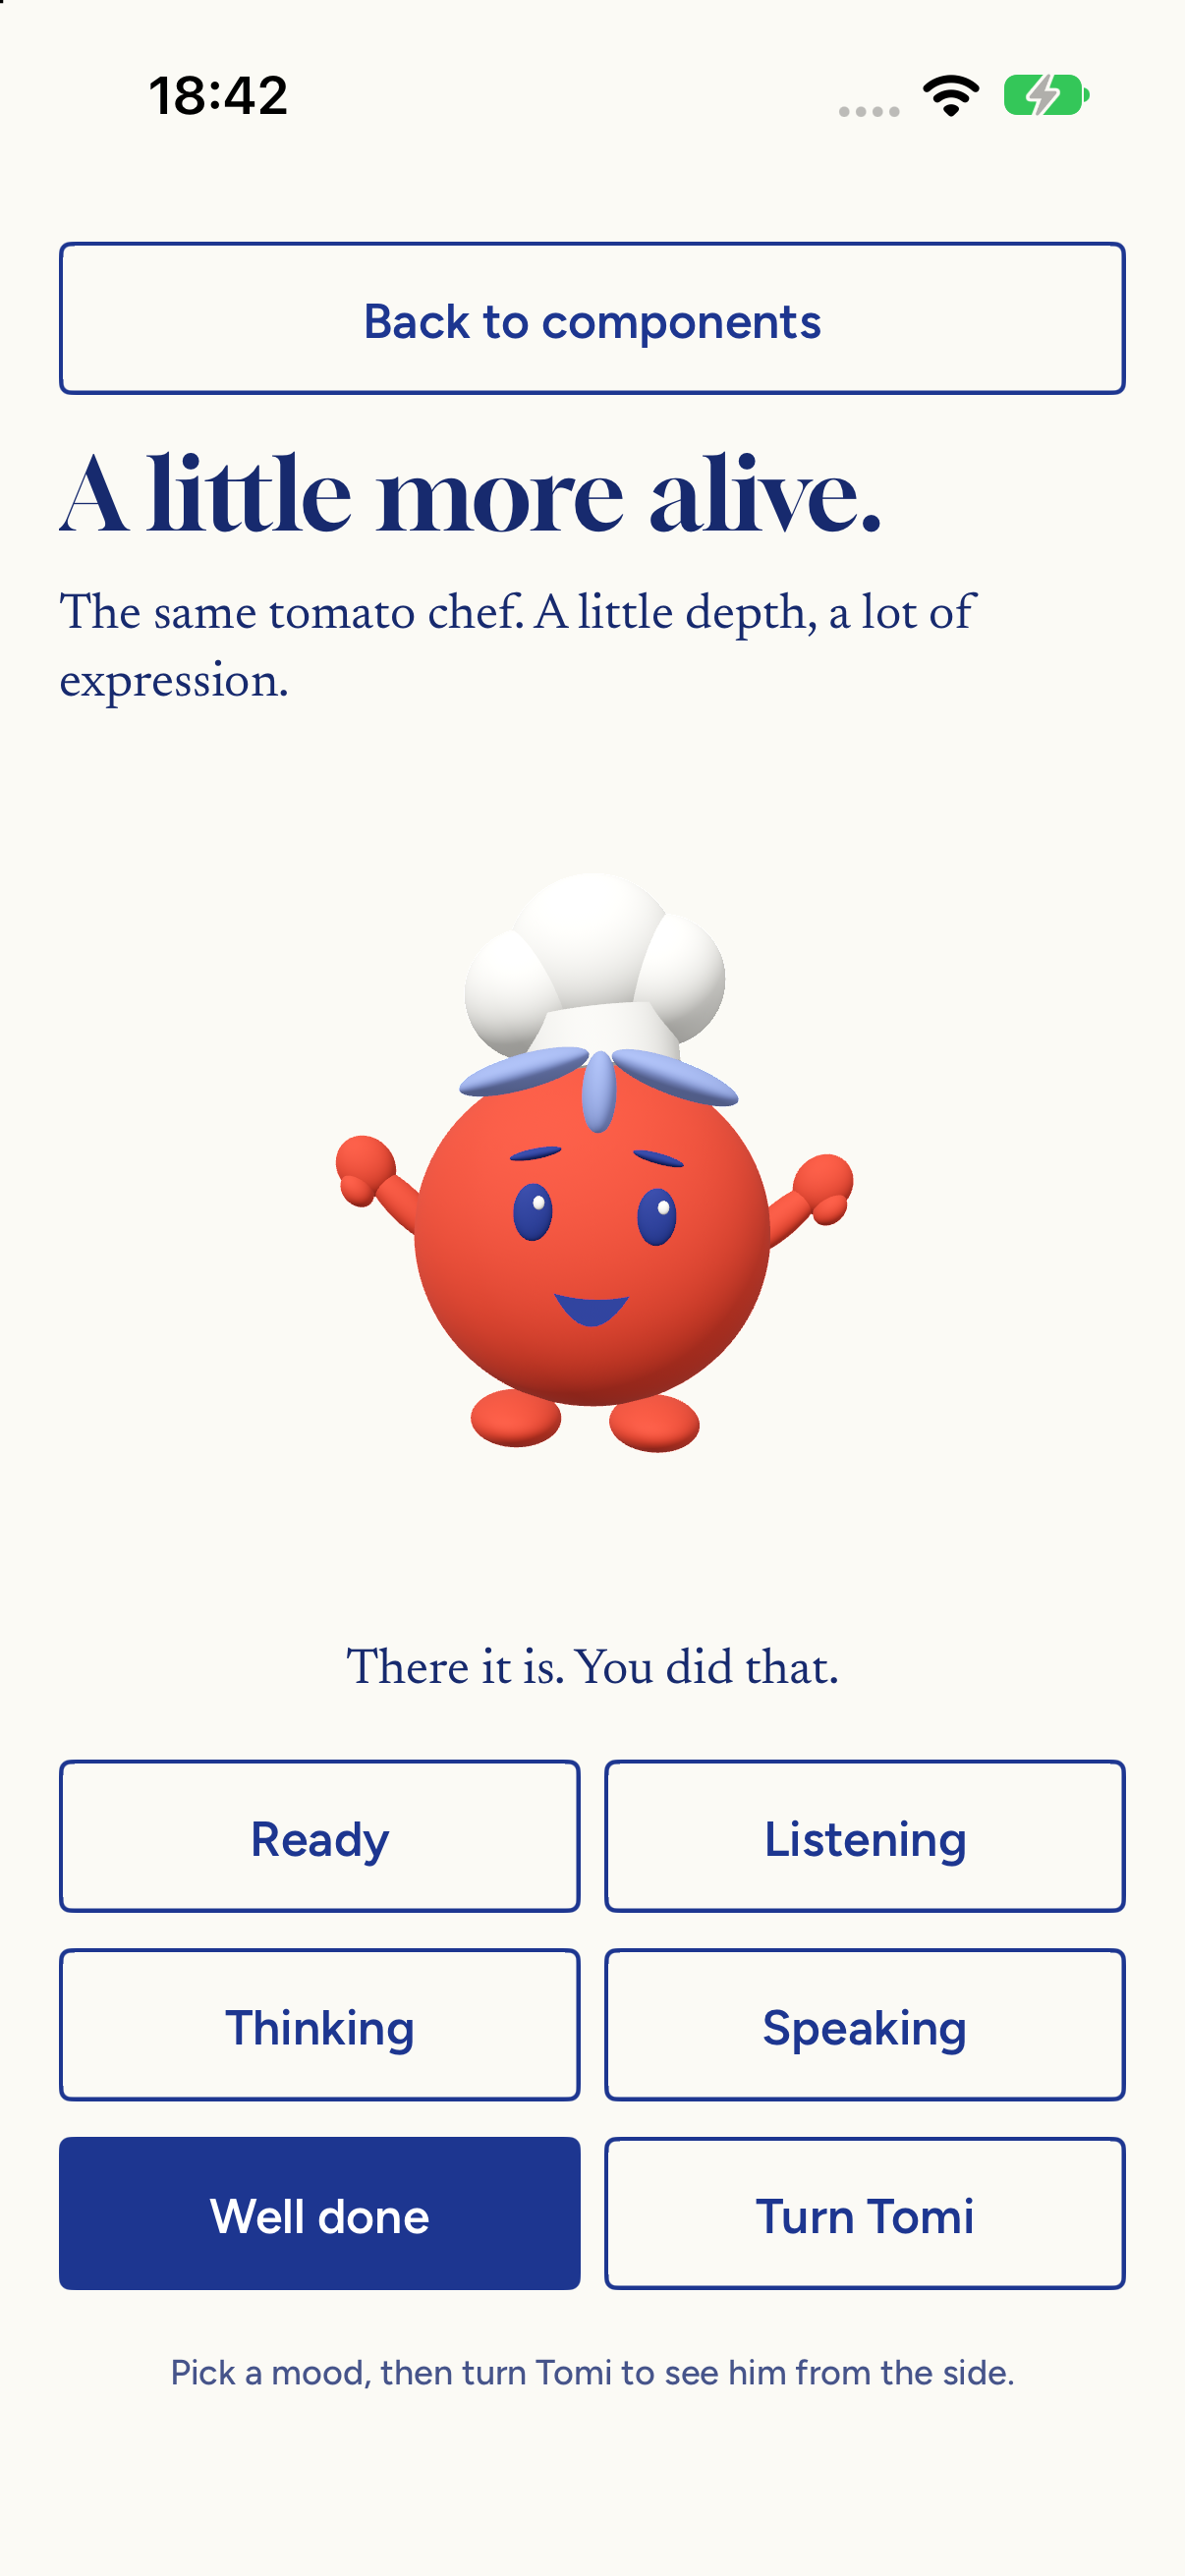 18:42
Back to components
A little more alive.
The same tomato chef. A little depth, a lot of
expression.
There it is. You did that.
Ready
Listening
Thinking
Speaking
Well done
Turn Tomi
Pick a mood, then turn Tomi to see him from the side.